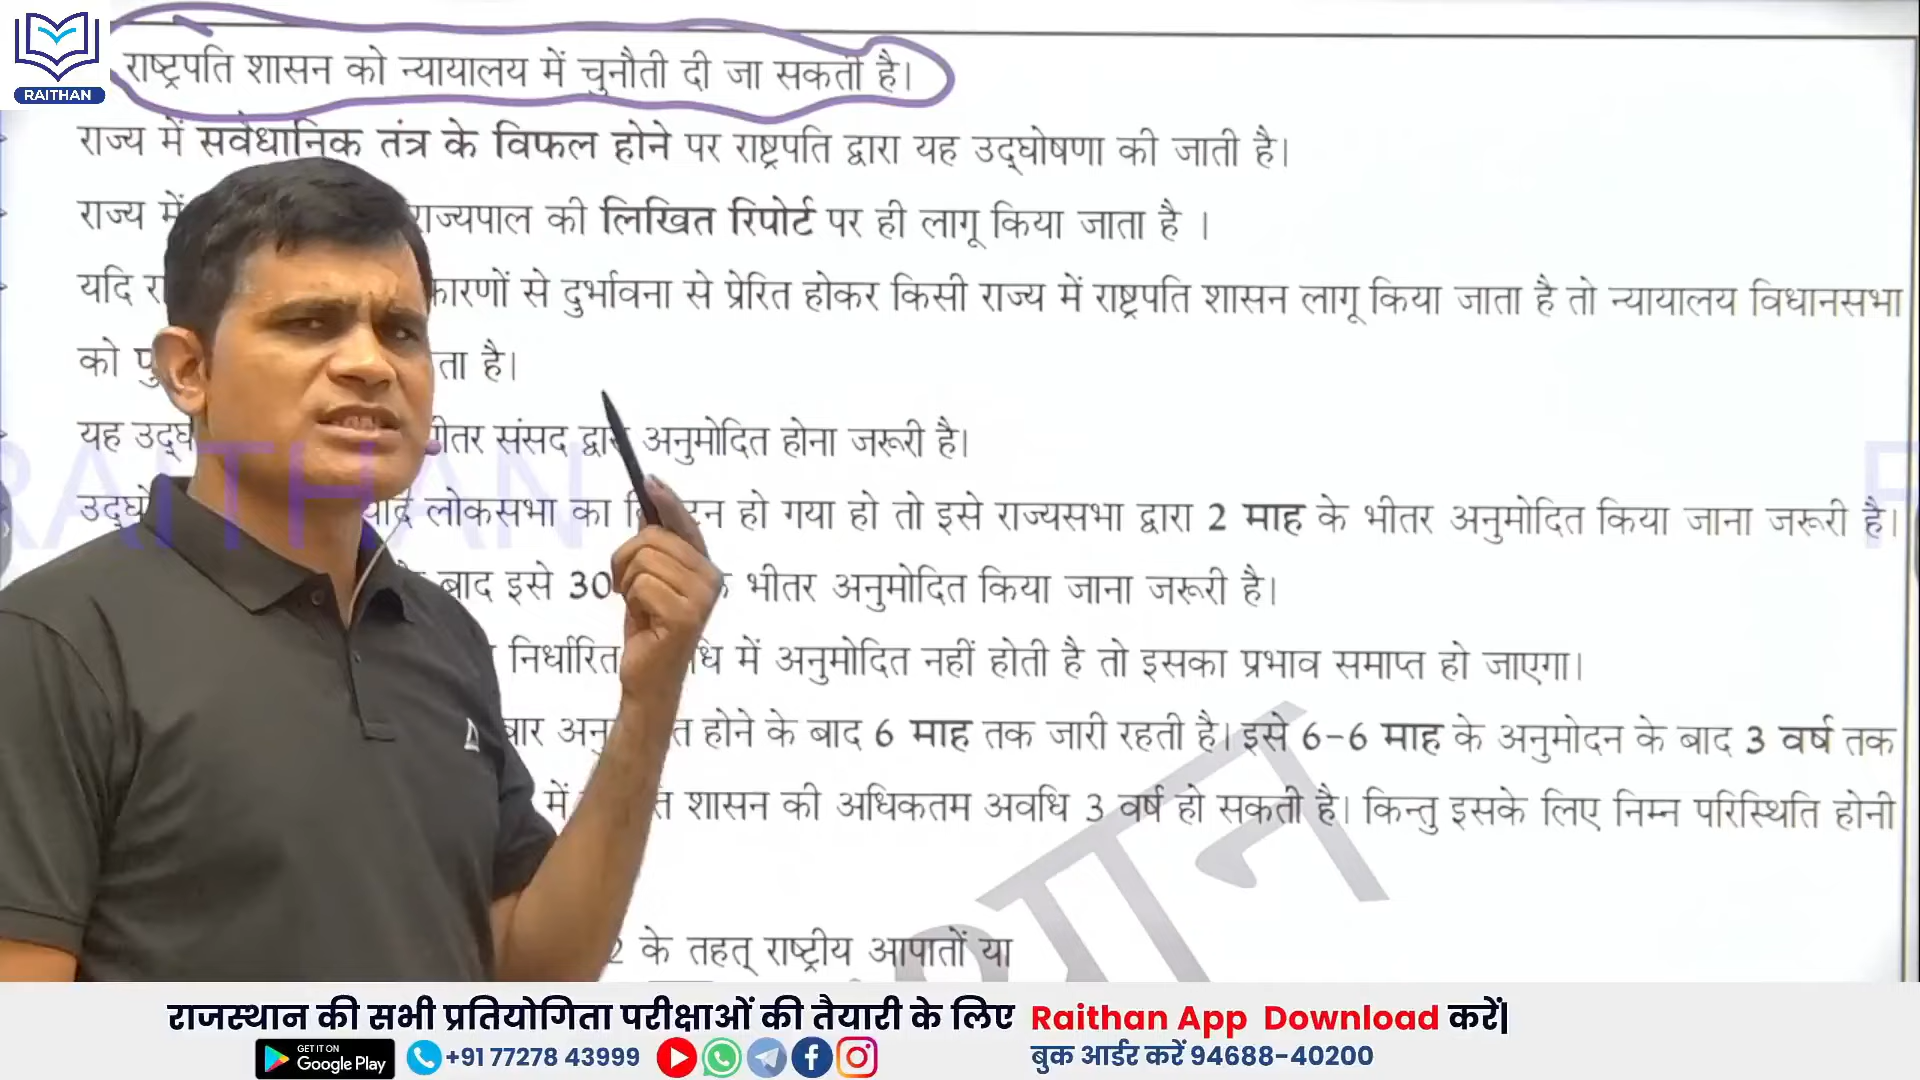 RAITHAN
राष्ट्रपति शासन को न्यायालय में चुनौती दी जा सकती है।
राज्य में संवैधानिक तंत्र के विफल होने पर राष्ट्रपति द्वारा यह उद्घोषणा की जाती है।
राज्य में राज्यपाल की लिखित रिपोर्ट पर ही लागू किया जाता है ।
यदि कारणों से दुर्भावना से प्रेरित होकर किसी राज्य में राष्ट्रपति शासन लागू किया जाता है तो न्यायालय विधानसभा
को है।
यह संसद द्वारा अनुमोदित होना जरूरी है।
यदि लोकसभा का हो गया हो तो इसे राज्यसभा द्वारा 2 माह के भीतर अनुमोदित किया जाना जरूरी है।
बाद इसे 30 भीतर अनुमोदित किया जाना जरूरी है।
निर्धारित में अनुमोदित नहीं होती है तो इसका प्रभाव समाप्त हो जाएगा।
बार होने के बाद 6 माह तक जारी रहती है। इसे 6-6 माह के अनुमोदन के बाद 3 वर्ष तक
में शासन की अधिकतम अवधि 3 वर्ष हो सकती है। किन्तु इसके लिए निम्न परिस्थिति होनी
के तहत् राष्ट्रीय आपातों या
RAITHAN
राजस्थान की सभी प्रतियोगिता परीक्षाओं की तैयारी के लिए Raithan App Download करें|
GET IT ON
Google Play
+91 77278 43999
बुक आर्डर करें 94688-40200